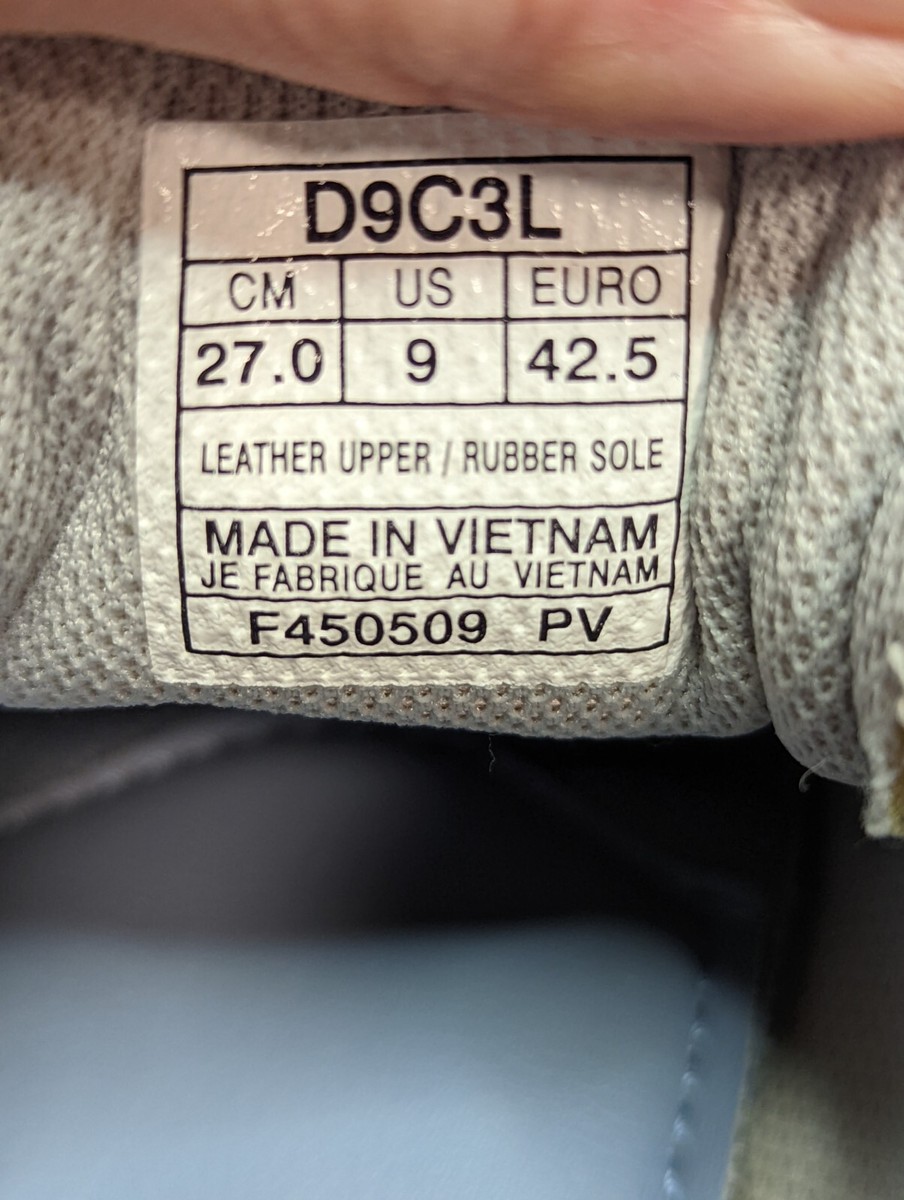 D9C3L
CM US EURO
27.0 9 42.5
LEATHER UPPER / RUBBER SOLE
MADE IN VIETNAM
JE FABRIQUE AU VIETNAM
F450509 PV